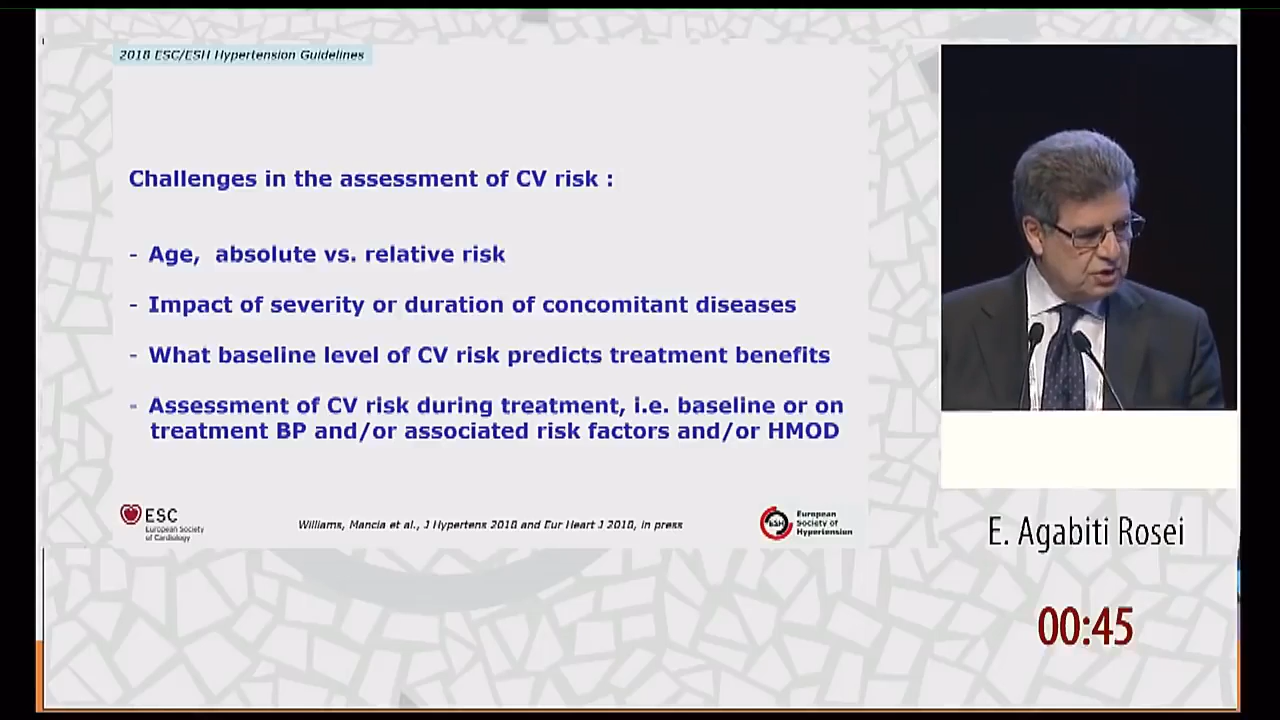 2018 ESC/ESH Hypertension Guidelines
Challenges in the assessment of CV risk :
- Age, absolute vs. relative risk
- Impact of severity or duration of concomitant diseases
- What baseline level of CV risk predicts treatment benefits
- Assessment of CV risk during treatment, i.e. baseline or on
treatment BP and/or associated risk factors and/or HMOD
ESC
European Society
of Cardiology
Williams, Mancia et al., J Hypertens 2018 and Eur Heart J 2018, in press
ESH
European
Society of
Hypertension
E. Agabiti Rosei
00:45